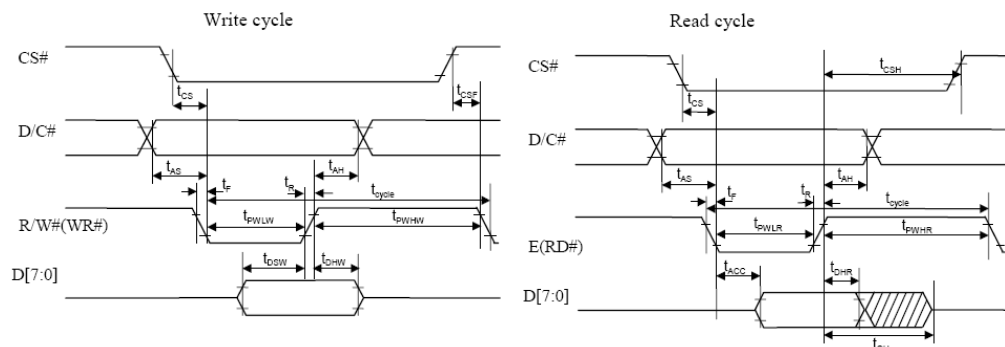 Write cycle
CS#
tCS
tCSF
D/C#
tAS
tAH
tF
tR
tcycle
R/W#(WR#)
tPWLW
tPWHW
D[7:0]
tDSW
tDHW
Read cycle
CS#
tCSH
tCS
D/C#
tAS
tAH
tF
tR
tcycle
E(RD#)
tPWLR
tPWHR
tACC
tDHR
D[7:0]